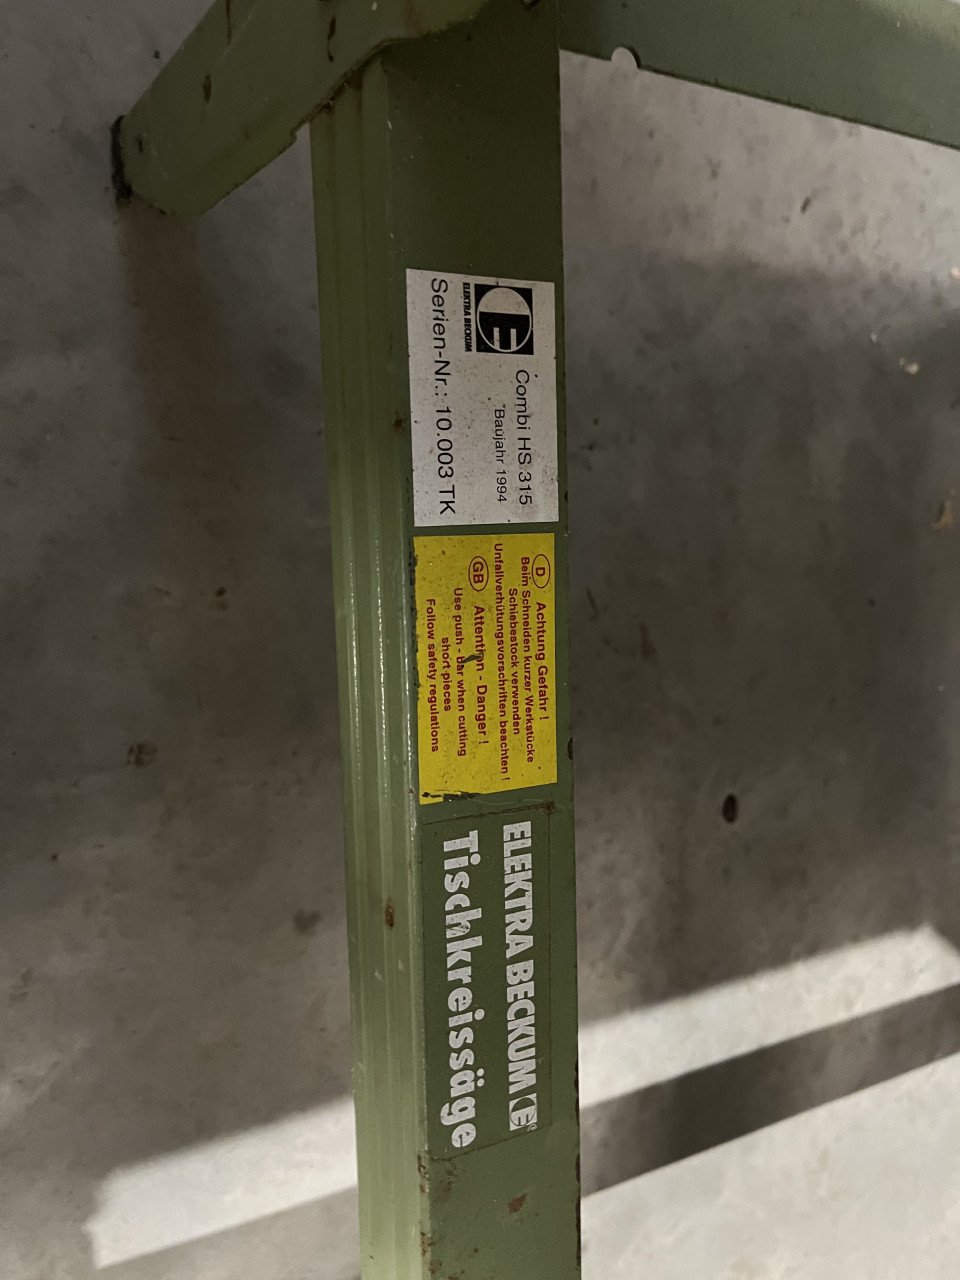 ELEKTRA BECKUM
Combi HS 315
Baujahr 1994
Serien-Nr.: 10.003 TK
D Achtung Gefahr !
Beim Schneiden kurzer Werkstücke
Schiebestock verwenden
Unfallverhütungsvorschriften beachten !
GB Attention - Danger !
Use push - bar when cutting
short pieces
Follow safety regulations
ELEKTRA BECKUM E®
Tischkreissäge